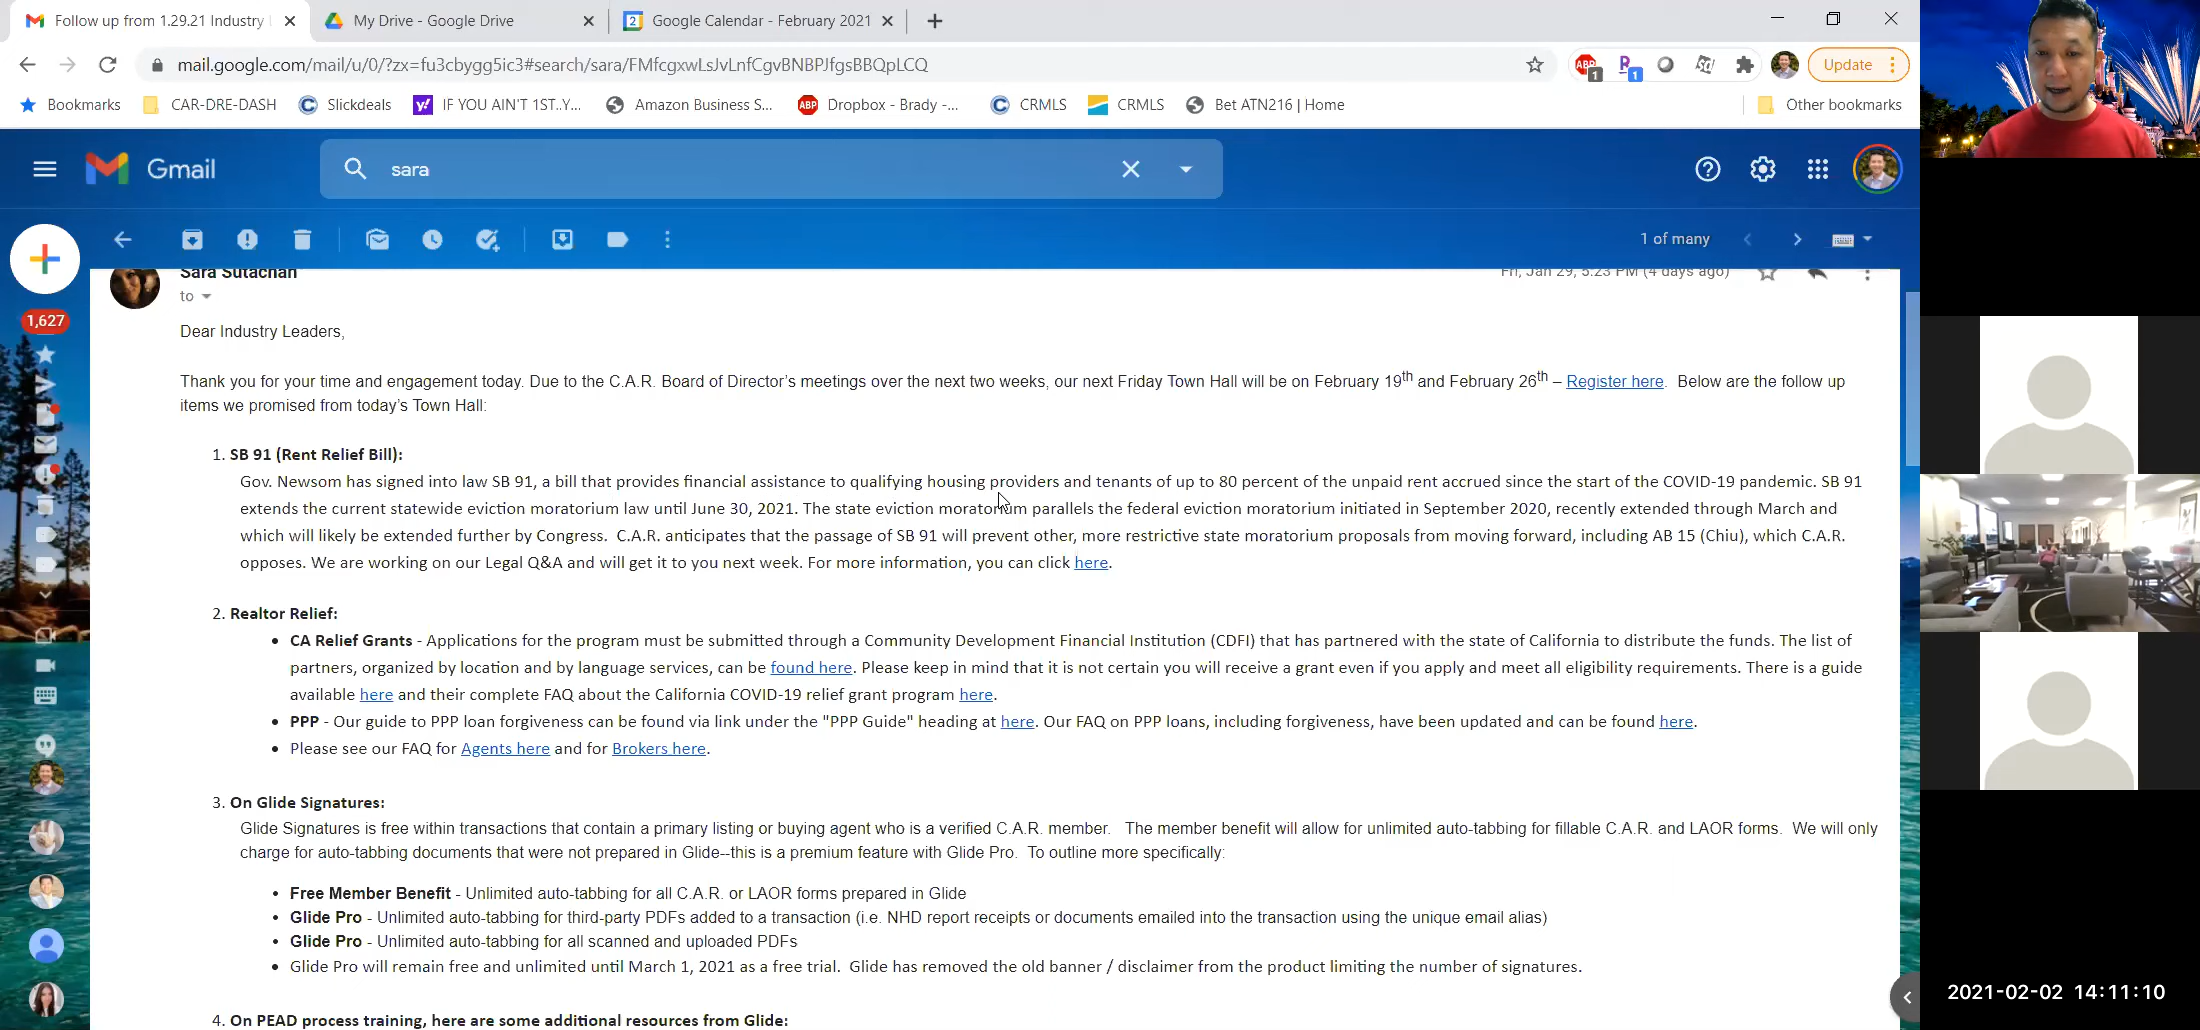 Follow up from 1.29.21 Industry
My Drive - Google Drive
Google Calendar - February 2021
mail.google.com/mail/u/0/?zx=fu3cbygg5ic3#search/sara/FMfcgxwLsJvLnfCgvBNBPJfgsBBQpLCQ
ABP
1
1
Update
Bookmarks
CAR-DRE-DASH
Slickdeals
IF YOU AIN'T 1ST..Y...
Amazon Business S...
ABP
Dropbox - Brady -...
CRMLS
CRMLS
Bet ATN216 | Home
Other bookmarks
Gmail
sara
1 of many
1,627
Sara Sutachan
Fri, Jan 29, 5:23 PM (4 days ago)
to
Dear Industry Leaders,
Thank you for your time and engagement today. Due to the C.A.R. Board of Director's meetings over the next two weeks, our next Friday Town Hall will be on February 19th and February 26th – Register here. Below are the follow up
items we promised from today's Town Hall:
1. SB 91 (Rent Relief Bill):
Gov. Newsom has signed into law SB 91, a bill that provides financial assistance to qualifying housing providers and tenants of up to 80 percent of the unpaid rent accrued since the start of the COVID-19 pandemic. SB 91
extends the current statewide eviction moratorium law until June 30, 2021. The state eviction moratorium parallels the federal eviction moratorium initiated in September 2020, recently extended through March and
which will likely be extended further by Congress. C.A.R. anticipates that the passage of SB 91 will prevent other, more restrictive state moratorium proposals from moving forward, including AB 15 (Chiu), which C.A.R.
opposes. We are working on our Legal Q&A and will get it to you next week. For more information, you can click here.
2. Realtor Relief:
• CA Relief Grants - Applications for the program must be submitted through a Community Development Financial Institution (CDFI) that has partnered with the state of California to distribute the funds. The list of
partners, organized by location and by language services, can be found here. Please keep in mind that it is not certain you will receive a grant even if you apply and meet all eligibility requirements. There is a guide
available here and their complete FAQ about the California COVID-19 relief grant program here.
• PPP - Our guide to PPP loan forgiveness can be found via link under the "PPP Guide" heading at here. Our FAQ on PPP loans, including forgiveness, have been updated and can be found here.
• Please see our FAQ for Agents here and for Brokers here.
3. On Glide Signatures:
Glide Signatures is free within transactions that contain a primary listing or buying agent who is a verified C.A.R. member. The member benefit will allow for unlimited auto-tabbing for fillable C.A.R. and LAOR forms. We will only
charge for auto-tabbing documents that were not prepared in Glide--this is a premium feature with Glide Pro. To outline more specifically:
• Free Member Benefit - Unlimited auto-tabbing for all C.A.R. or LAOR forms prepared in Glide
• Glide Pro - Unlimited auto-tabbing for third-party PDFs added to a transaction (i.e. NHD report receipts or documents emailed into the transaction using the unique email alias)
• Glide Pro - Unlimited auto-tabbing for all scanned and uploaded PDFs
• Glide Pro will remain free and unlimited until March 1, 2021 as a free trial. Glide has removed the old banner / disclaimer from the product limiting the number of signatures.
4. On PEAD process training, here are some additional resources from Glide:
2021-02-02 14:11:10